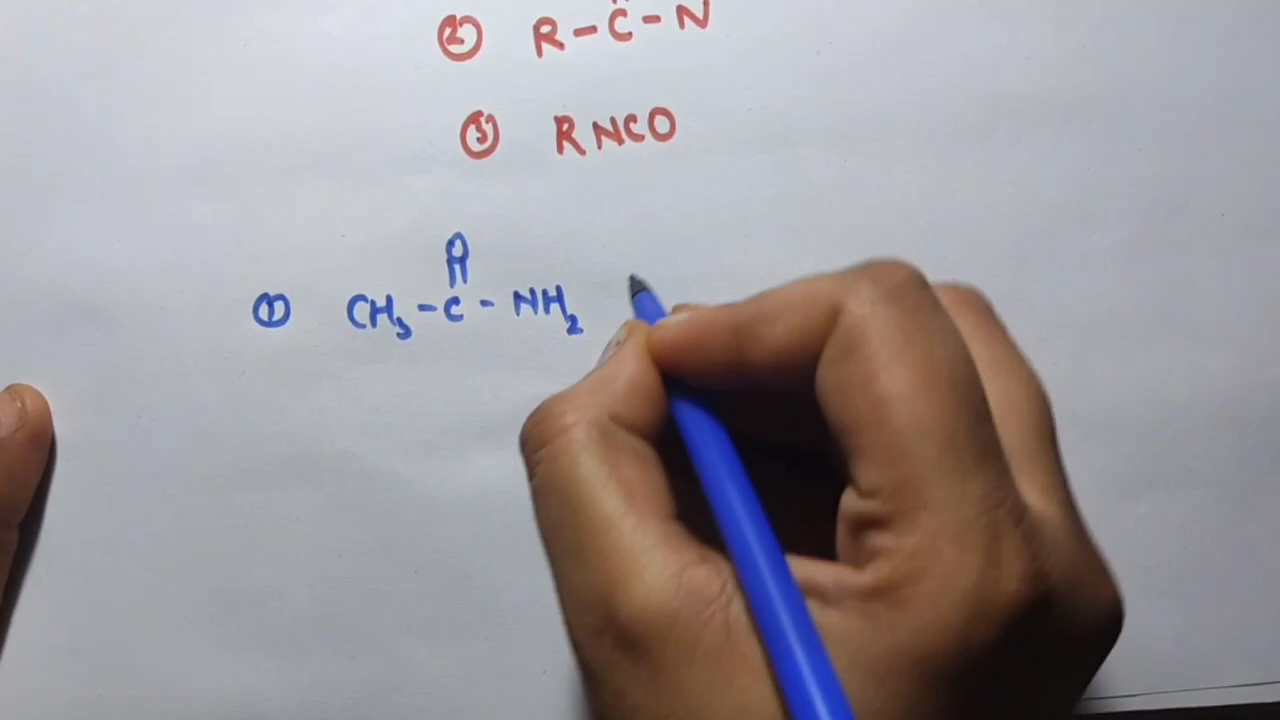 ② R-C-N
③ RNCO
O
① CH₃-C-NH₂